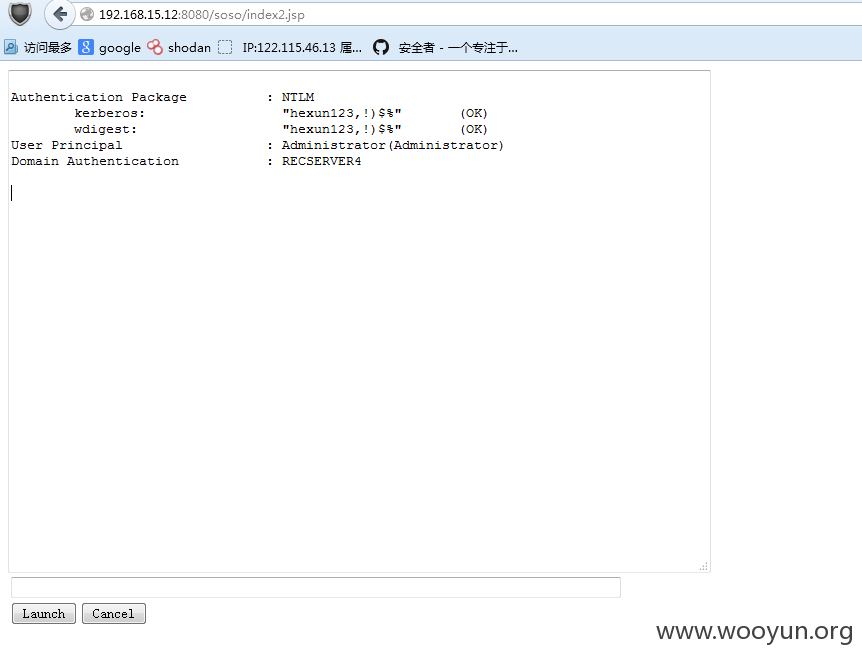 192.168.15.12:8080/soso/index2.jsp
访问最多 google shodan IP:122.115.46.13 属... 安全者 - 一个专注于...
Authentication Package : NTLM
kerberos: "hexun123,!)$%" (OK)
wdigest: "hexun123,!)$%" (OK)
User Principal : Administrator(Administrator)
Domain Authentication : RECSERVER4
Launch Cancel
www.wooyun.org